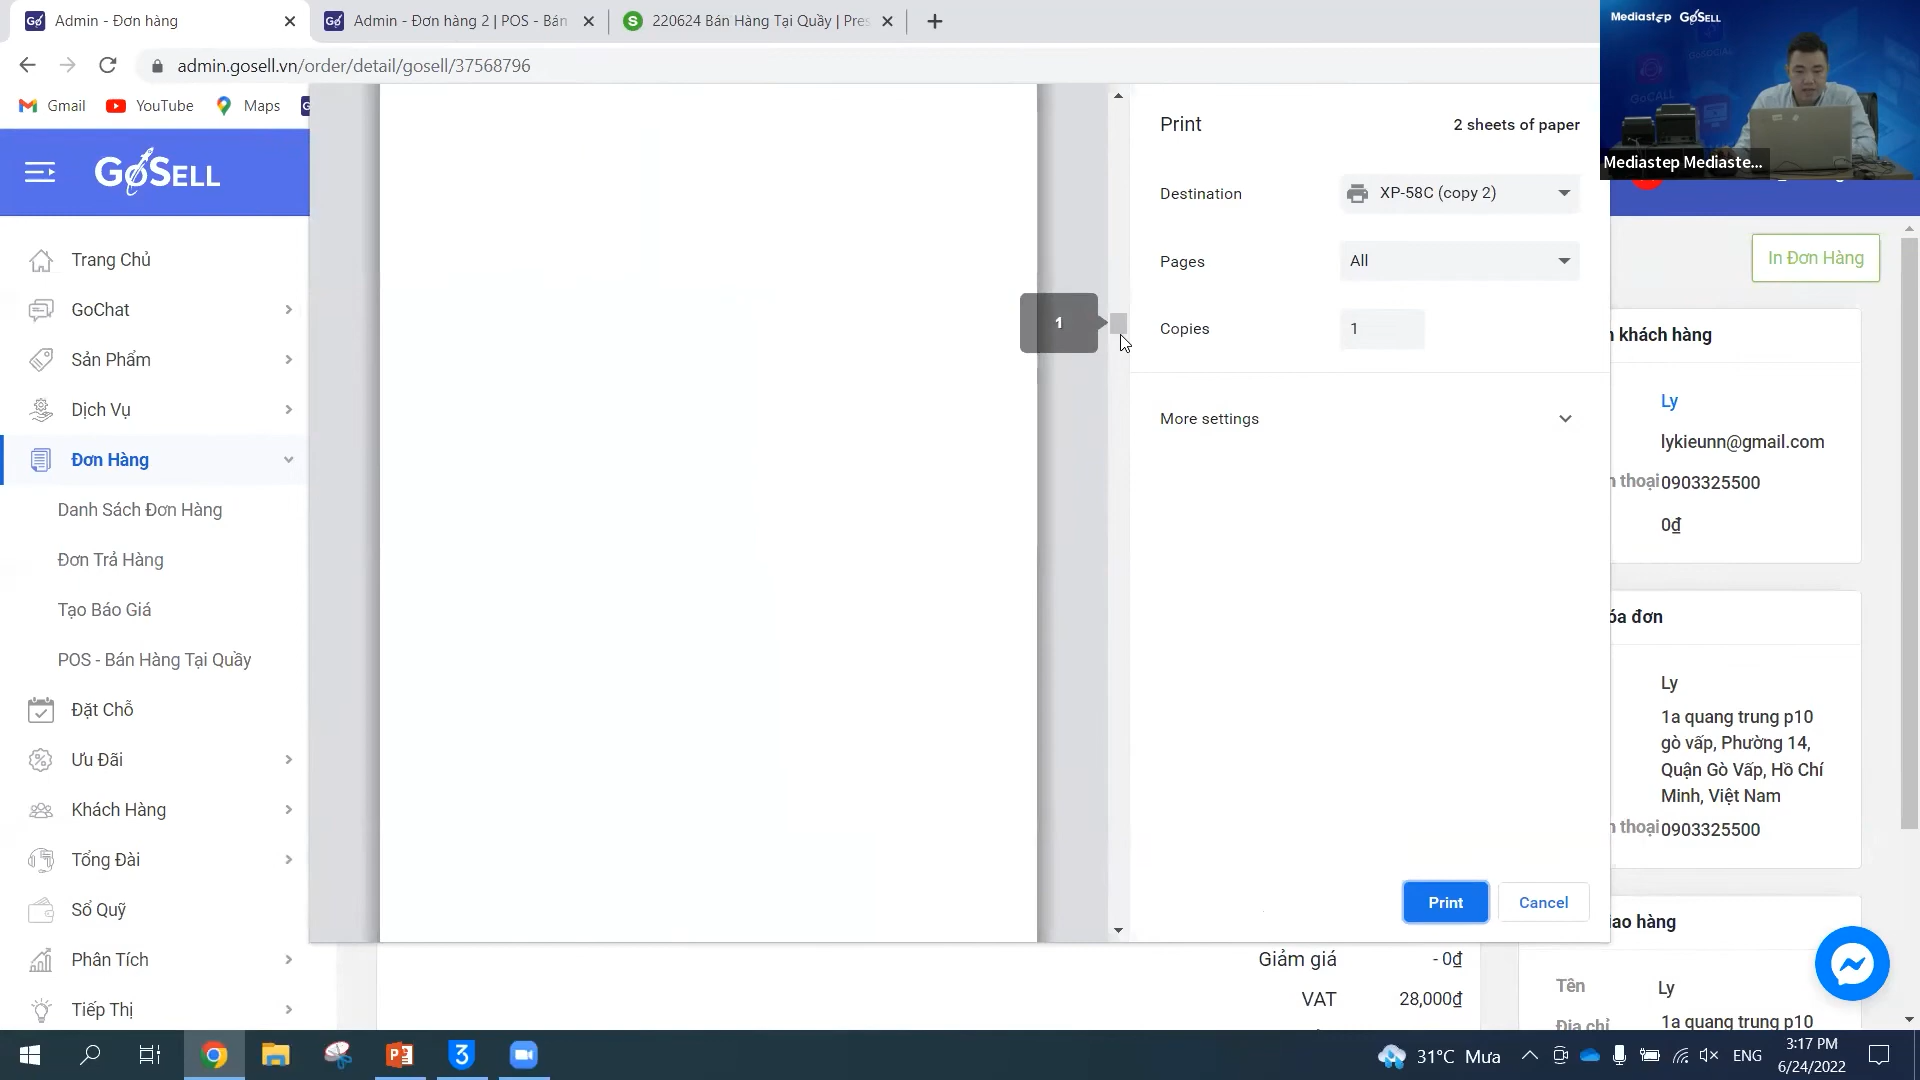 Admin - Đơn hàng
Admin - Đơn hàng 2 | POS - Bán
220624 Bán Hàng Tại Quầy | Pres
admin.gosell.vn/order/detail/gosell/37568796
Gmail
YouTube
Maps
GoSELL
Trang Chủ
GoChat
Sản Phẩm
Dịch Vụ
Đơn Hàng
Danh Sách Đơn Hàng
Đơn Trả Hàng
Tạo Báo Giá
POS - Bán Hàng Tại Quầy
Đặt Chỗ
Ưu Đãi
Khách Hàng
Tổng Đài
Sổ Quỹ
Phân Tích
Tiếp Thị
1
Print
2 sheets of paper
Destination
XP-58C (copy 2)
Pages
All
Copies
1
More settings
Print
Cancel
Giảm giá
- 0₫
VAT
28,000₫
Mediastep GoSELL
GoCALL
Mediastep Mediaste...
In Đơn Hàng
khách hàng
Ly
lykieunn@gmail.com
thoại 0903325500
0₫
óa đơn
Ly
1a quang trung p10
gò vấp, Phường 14,
Quận Gò Vấp, Hồ Chí
Minh, Việt Nam
thoại 0903325500
iao hàng
Tên
Ly
Địa chỉ
1a quang trung p10
31°C Mưa
ENG
3:17 PM
6/24/2022